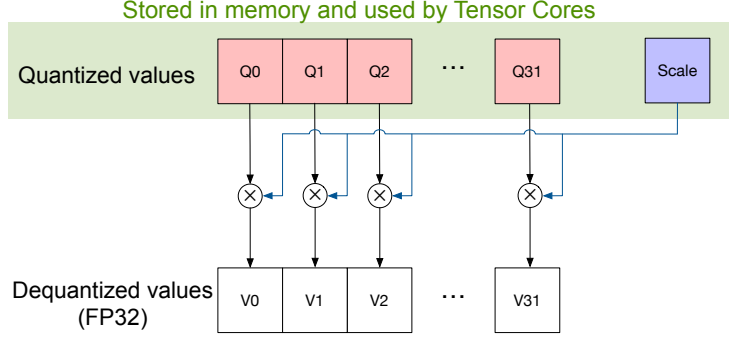 Stored in memory and used by Tensor Cores
Quantized values Q0 Q1 Q2 ... Q31 Scale
Dequantized values
(FP32)
V0 V1 V2 ... V31